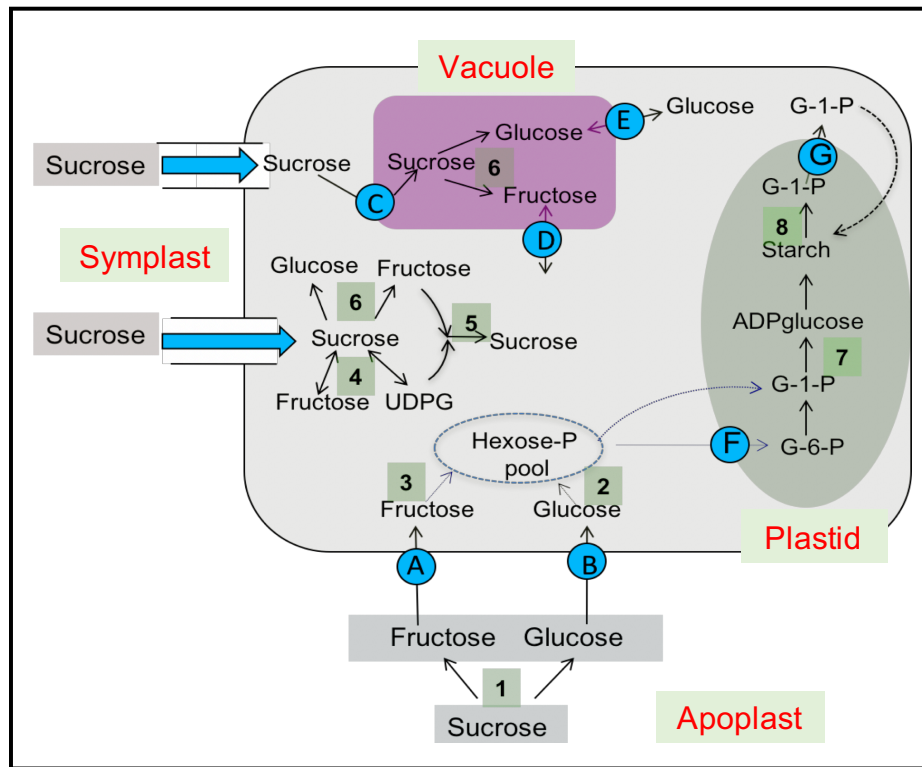 Vacuole
Sucrose
Sucrose
C
Sucrose
6
Glucose
Fructose
E
Glucose
D
G-1-P
G
G-1-P
8
Starch
ADPglucose
7
G-1-P
G-6-P
Plastid
Symplast
Sucrose
Glucose
Fructose
6
Sucrose
5
Sucrose
4
Fructose
UDPG
Hexose-P
pool
F
3
Fructose
2
Glucose
A
B
Fructose
Glucose
1
Sucrose
Apoplast